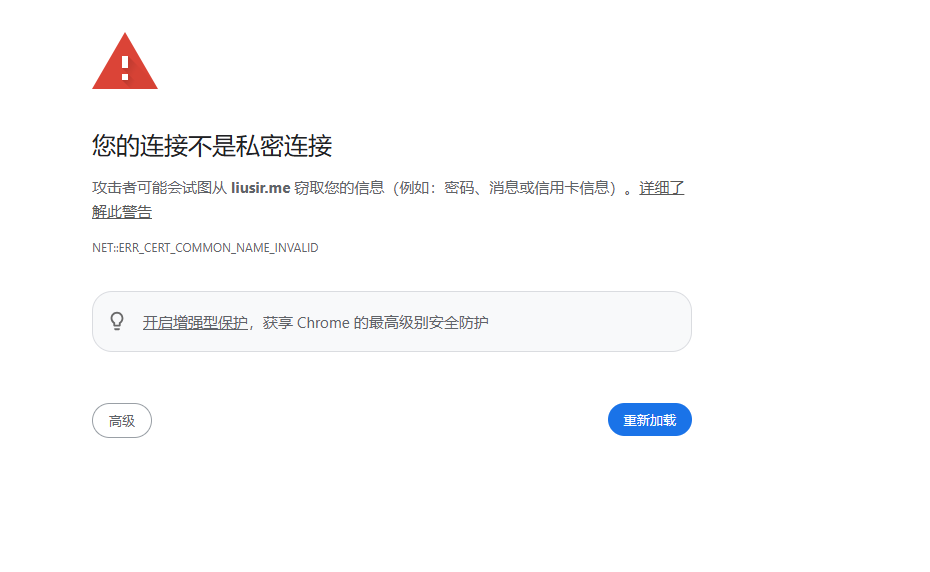 您的连接不是私密连接
攻击者可能会试图从 liusir.me 窃取您的信息（例如：密码、消息或信用卡信息）。详细了
解此警告
NET::ERR_CERT_COMMON_NAME_INVALID
开启增强型保护，获享 Chrome 的最高级别安全防护
高级
重新加载